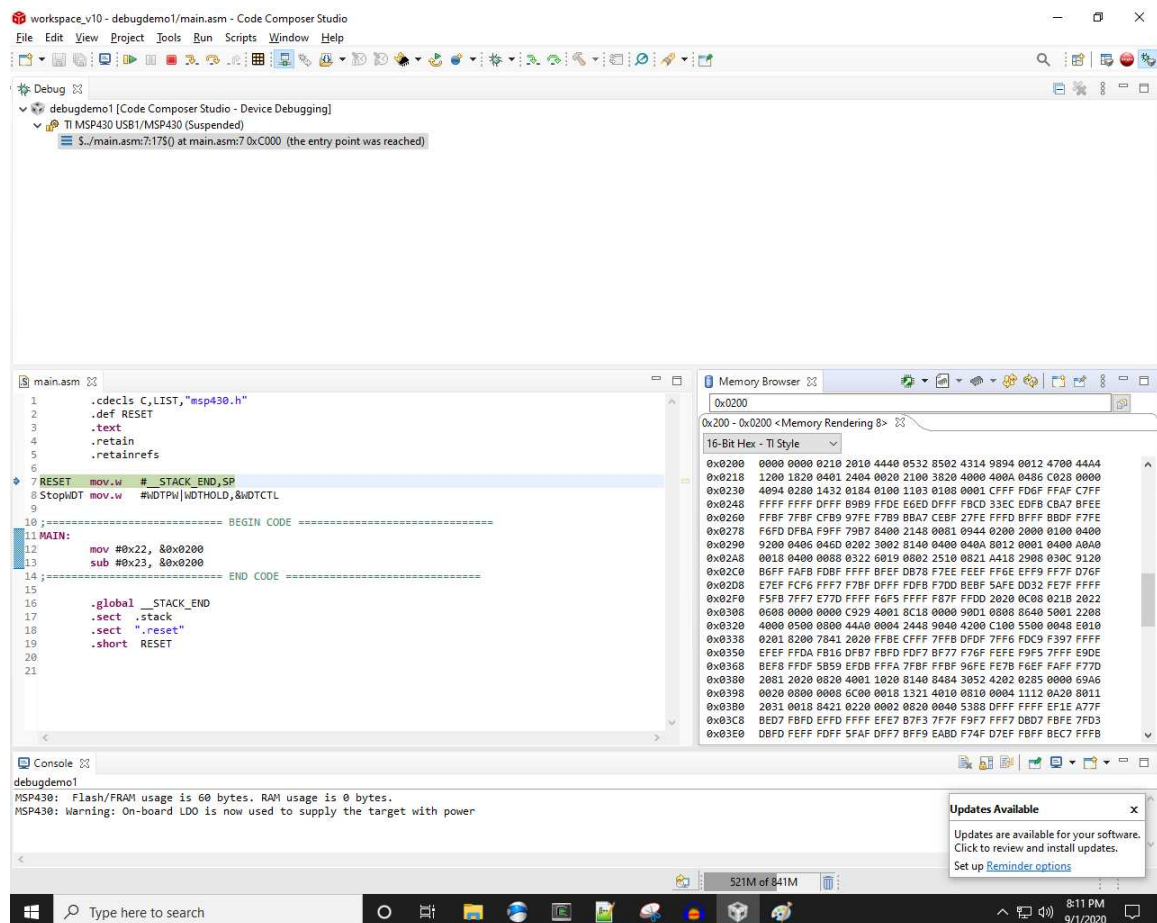 workspace_v10 - debugdemo1/main.asm - Code Composer Studio
File Edit View Project Tools Run Scripts Window Help
Debug
debugdemo1 [Code Composer Studio - Device Debugging]
TI MSP430 USB1/MSP430 (Suspended)
$../main.asm:7:17$() at main.asm:7 0xC000 (the entry point was reached)
main.asm
1 .cdecls C,LIST,"msp430.h"
2 .def RESET
3 .text
4 .retain
5 .retainrefs
6
7 RESET mov.w #__STACK_END,SP
8 StopWDT mov.w #WDTPW|WDTHOLD,&WDTCTL
9
10 ;============================ BEGIN CODE ===============================
11 MAIN:
12 mov #0x22, &0x0200
13 sub #0x23, &0x0200
14 ;============================ END CODE ===============================
15
16 .global __STACK_END
17 .sect .stack
18 .sect ".reset"
19 .short RESET
20
21
Memory Browser
0x0200
0x200 - 0x0200 <Memory Rendering 8>
16-Bit Hex - TI Style
0x0200 0000 0000 0210 2010 4440 0532 8502 4314 9894 0012 4700 44A4
0x0218 1200 1820 0401 2404 0020 2100 3820 4000 400A 0486 C028 0000
0x0230 4094 0280 1432 0184 0100 1103 0108 0001 CFFF FD6F FFAF C7FF
0x0248 FFFF FFFF DFFF B9B9 FFDE E6ED DFFF FBCD 33EC EDFB CBA7 BFEE
0x0260 FFBF 7FBF CFB9 97FE F7B9 BBA7 CEBF 27FE FFFD BFFF BBDF F7FE
0x0278 F6FD DFBA F9FF 79B7 8400 2148 0081 0944 0200 2000 0100 0400
0x0290 9200 0406 046D 0202 3002 8140 0400 040A 8012 0001 0400 A0A0
0x02A8 0018 0400 0088 0322 6019 0802 2510 0821 A418 2908 030C 9120
0x02C0 B6FF FAFB FDBF FFFF BFEF DB78 F7EE FEEF FF6E EFF9 FF7F D76F
0x02D8 E7EF FCF6 FFF7 F7BF DFFF FDFB F7DD BEBF 5AFE DD32 FE7F FFFF
0x02F0 F5FB 7FF7 E77D FFFF F6F5 FFFF F87F FFDD 2020 0C08 021B 2022
0x0308 0608 0000 0000 C929 4001 8C18 0000 90D1 0808 8640 5001 2208
0x0320 4000 0500 0800 44A0 0004 2448 9040 4200 C100 5500 0048 E010
0x0338 0201 8200 7841 2020 FFBE CFFF 7FFB DFDF 7FF6 FDC9 F397 FFFF
0x0350 EFEF FFDA FB16 DFB7 FBFD FDF7 BF77 F76F FEFE F9F5 7FFF E9DE
0x0368 BEF8 FFDF 5B59 EFDB FFFA 7FBF FFBF 96FE FE7B F6EF FAFF F77D
0x0380 2081 2020 0820 4001 1020 8140 8484 3052 4202 0285 0000 69A6
0x0398 0020 0800 0008 6C00 0018 1321 4010 0810 0004 1112 0A20 8011
0x03B0 2031 0018 8421 0220 0002 0820 0040 5388 DFFF FFFF EF1E A77F
0x03C8 BED7 FBFD EFFD FFFF EFE7 B7F3 7F7F F9F7 FFF7 DBD7 FBFE 7FD3
0x03E0 DBFD FEFF FDFF 5FAF DFF7 BFF9 EABD F74F D7EF FBFF BEC7 FFFB
Console
debugdemo1
MSP430: Flash/FRAM usage is 60 bytes. RAM usage is 0 bytes.
MSP430: Warning: On-board LDO is now used to supply the target with power
Updates Available x
Updates are available for your software.
Click to review and install updates.
Set up Reminder options
521M of 841M
Type here to search
8:11 PM
9/1/2020